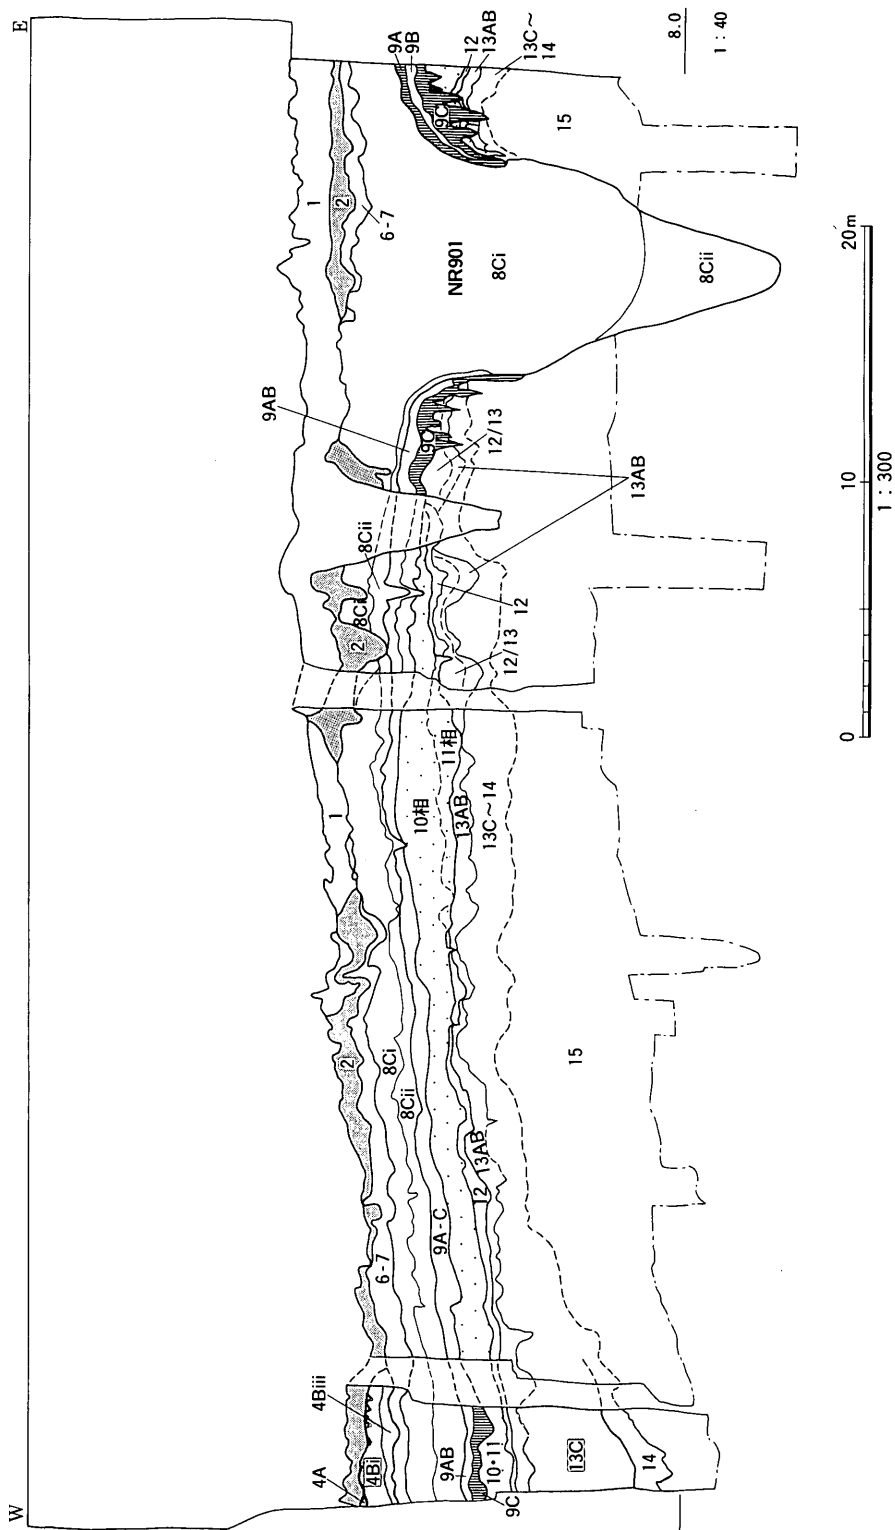 W
E
4A
4Bi
4Biii
6-7
9AB
9C
10・11
13C
14
9A-C
12
13AB
8Cii
8Ci
2
15
1
10相
11相
13AB
13C～14
12/13
12
8Ci
8Cii
2
13AB
9AB
9C
12/13
NR901
8Ci
8Cii
1
2
6-7
9A
9B
9C
12
13AB
13C～
14
15
8.0
1:40
0
10
20m
1:300